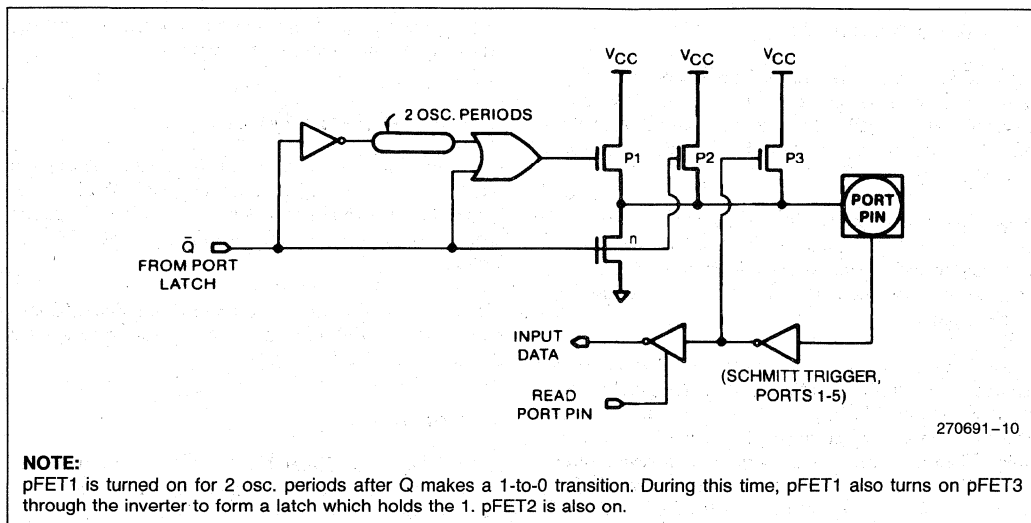 VCC VCC VCC
2 OSC. PERIODS
P1 P2 P3
PORT
PIN
Q̄
n
FROM PORT
LATCH
INPUT
DATA
(SCHMITT TRIGGER,
PORTS 1-5)
READ
PORT PIN
270691-10
NOTE:
pFET1 is turned on for 2 osc. periods after Q makes a 1-to-0 transition. During this time, pFET1 also turns on pFET3
through the inverter to form a latch which holds the 1. pFET2 is also on.